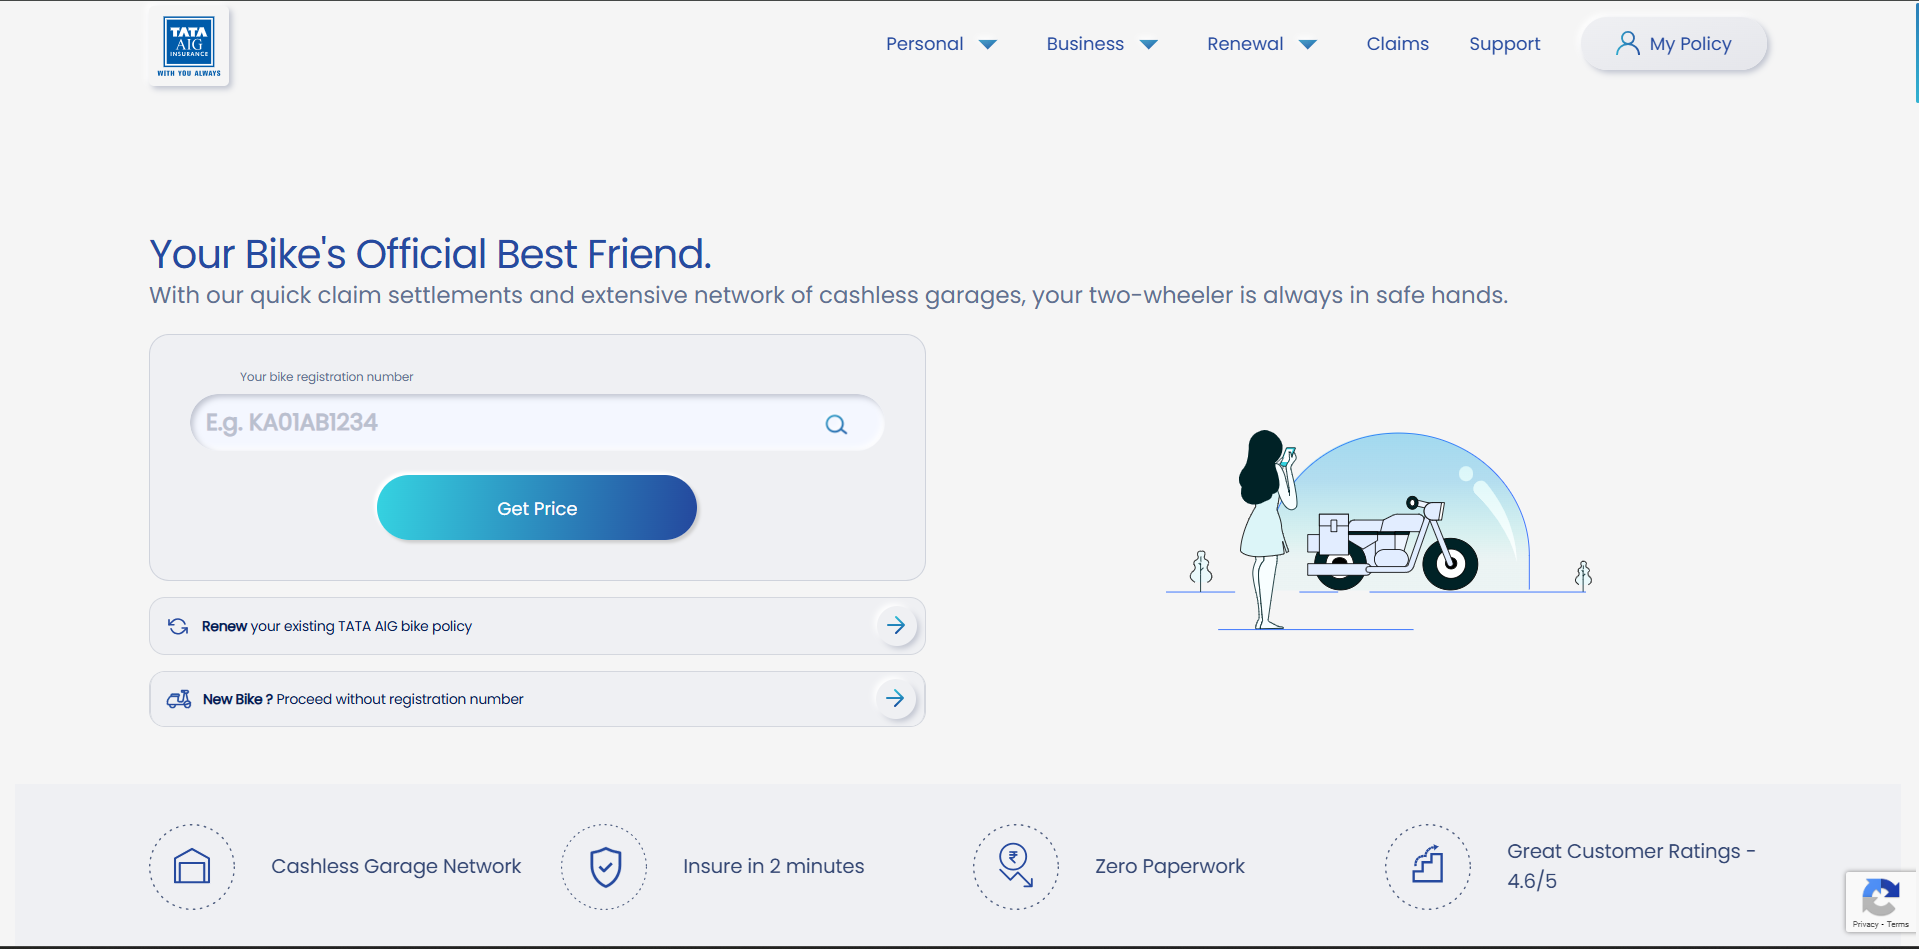 TATA
AIG
INSURANCE
WITH YOU ALWAYS
Personal
Business
Renewal
Claims
Support
My Policy
Your Bike's Official Best Friend.
With our quick claim settlements and extensive network of cashless garages, your two-wheeler is always in safe hands.
Your bike registration number
E.g. KA01AB1234
Get Price
Renew your existing TATA AIG bike policy
New Bike ? Proceed without registration number
Cashless Garage Network
Insure in 2 minutes
₹
Zero Paperwork
Great Customer Ratings -
4.6/5
Privacy - Terms